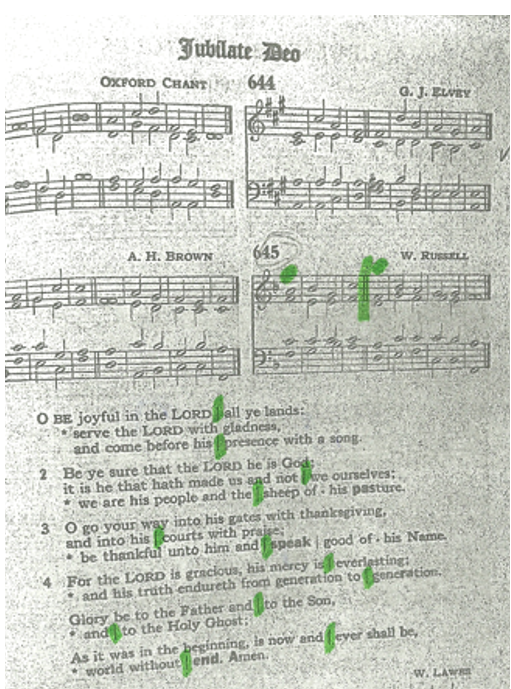 Jubilate Deo
OXFORD CHANT
644
G. J. ELVEY
A. H. BROWN
645
W. RUSSELL
O BE joyful in the LORD | all ye lands:
* serve the LORD with gladness,
and come before his | presence with a song.
2 Be ye sure that the LORD he is God;
it is he that hath made us and not | we ourselves;
* we are his people and the | sheep of · his pasture.
3 O go your way into his gates with thanksgiving,
and into his | courts with praise;
* be thankful unto him and | speak | good of · his Name.
4 For the LORD is gracious, his mercy is | everlasting;
* and his truth endureth from generation to | generation.
Glory be to the Father and | to the Son,
* and | to the Holy Ghost;
As it was in the beginning, is now and | ever shall be,
* world without | end. Amen.
W. LAWES